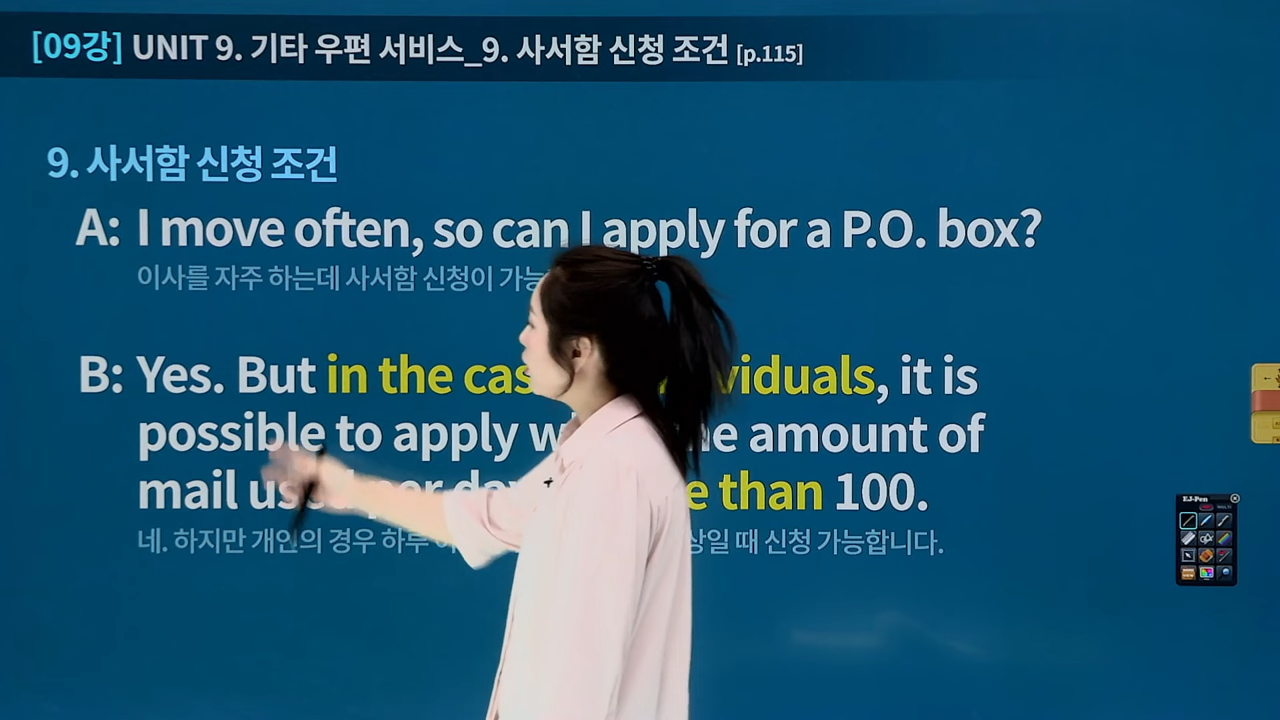 [09강] UNIT 9. 기타 우편 서비스_9. 사서함 신청 조건 [p.115]
9. 사서함 신청 조건
A: I move often, so can I apply for a P.O. box?
이사를 자주 하는데 사서함 신청이
B: Yes. But in the viduals, it is
possible to apply amount of
mail per than 100.
네. 하지만 개인의 경우 하루 상일 때 신청 가능합니다.
EJ-Pen